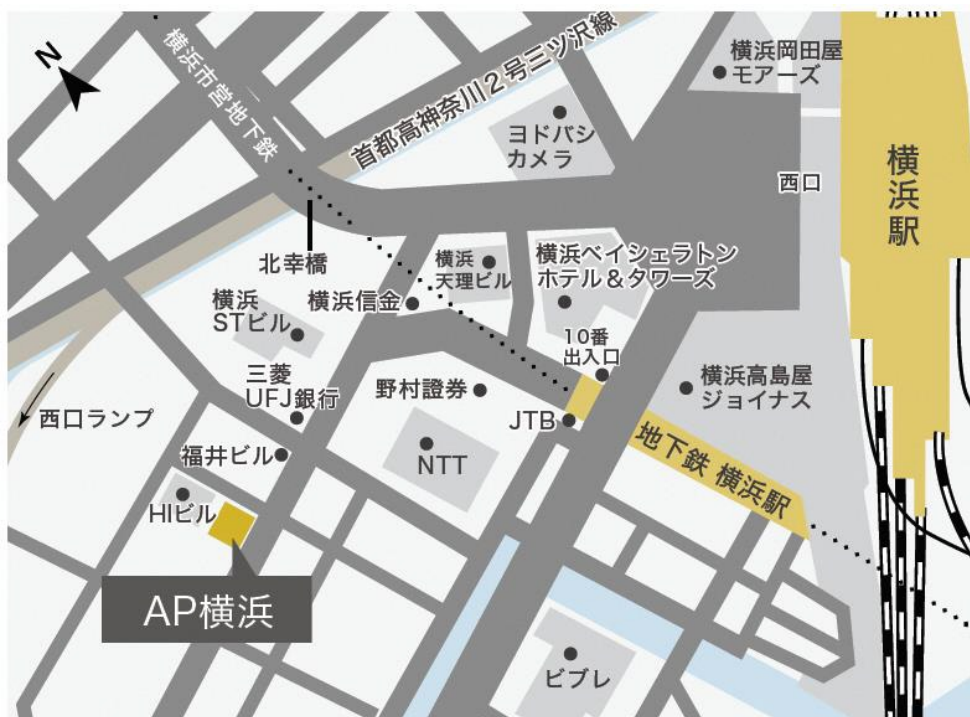 N
横浜市営地下鉄
首都高神奈川2号三ツ沢線
横浜岡田屋
モアーズ
ヨドバシ
カメラ
横浜駅
西口
北幸橋
横浜
天理ビル
横浜ベイシェラトン
ホテル&タワーズ
横浜
STビル
横浜信金
10番
出入口
三菱
UFJ銀行
野村證券
横浜高島屋
ジョイナス
西口ランプ
JTB
福井ビル
NTT
地下鉄 横浜駅
HIビル
AP横浜
ビブレ